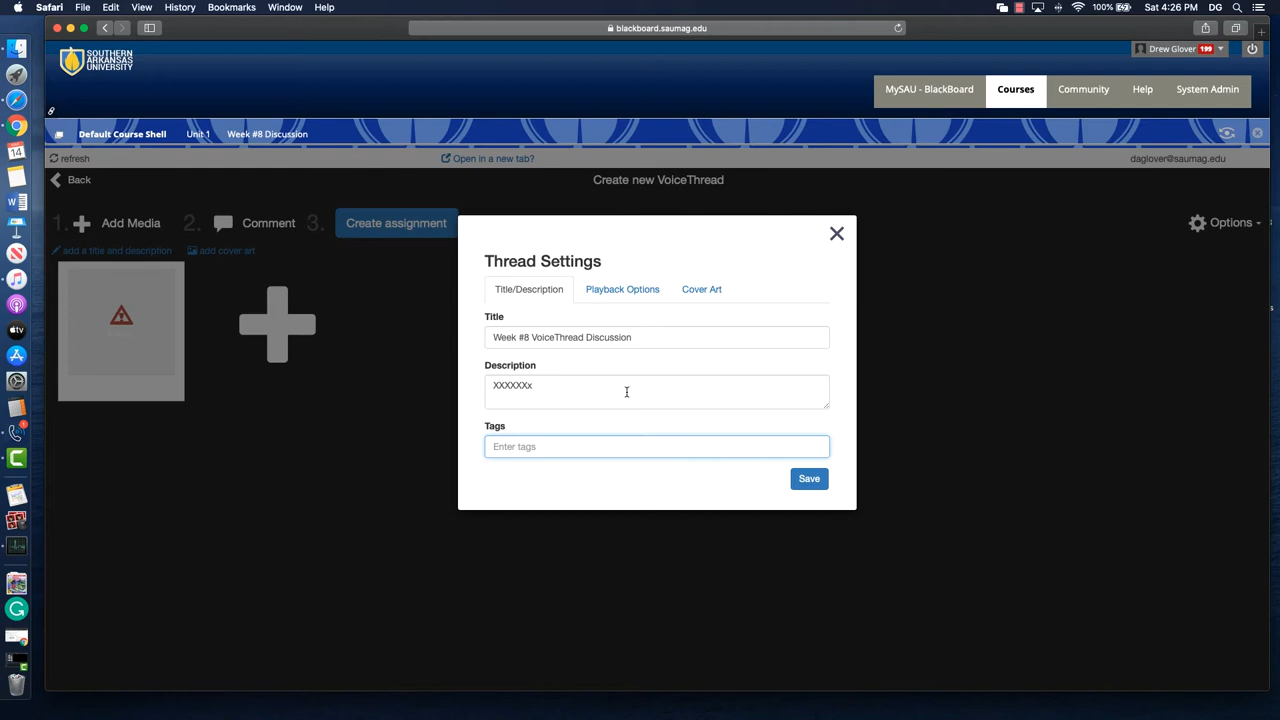 Safari File Edit View History Bookmarks Window Help 100% Sat 4:26 PM DG
blackboard.saumag.edu
SOUTHERN
ARKANSAS
UNIVERSITY
Drew Glover 199
MySAU - BlackBoard Courses Community Help System Admin
Default Course Shell Unit 1 Week #8 Discussion
refresh Open in a new tab? daglover@saumag.edu
Back Create new VoiceThread
1. Add Media 2. Comment 3. Create assignment Options
add a title and description add cover art
Thread Settings
Title/Description Playback Options Cover Art
Title
Week #8 VoiceThread Discussion
Description
XXXXXXx
Tags
Enter tags
Save